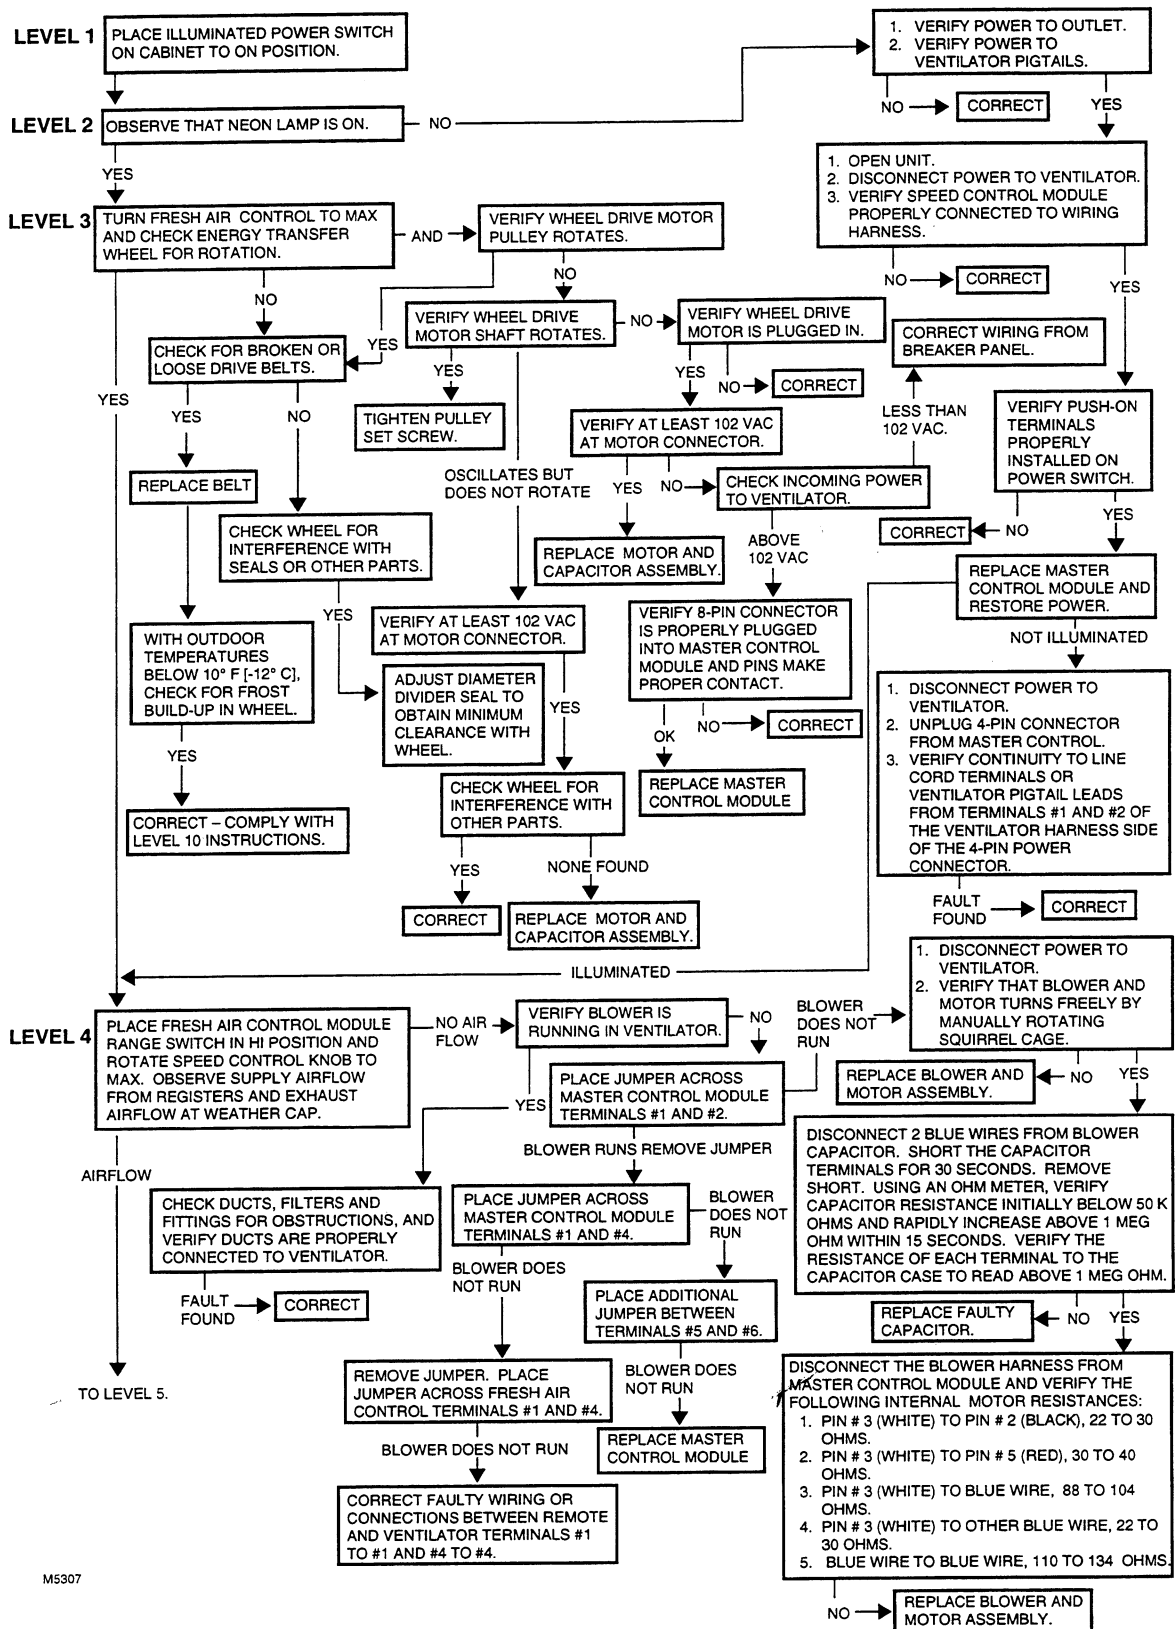 LEVEL 1
PLACE ILLUMINATED POWER SWITCH
ON CABINET TO ON POSITION.
1. VERIFY POWER TO OUTLET.
2. VERIFY POWER TO
VENTILATOR PIGTAILS.
NO
CORRECT
YES
LEVEL 2
OBSERVE THAT NEON LAMP IS ON.
NO
YES
1. OPEN UNIT.
2. DISCONNECT POWER TO VENTILATOR.
3. VERIFY SPEED CONTROL MODULE
PROPERLY CONNECTED TO WIRING
HARNESS.
NO
CORRECT
YES
LEVEL 3
TURN FRESH AIR CONTROL TO MAX
AND CHECK ENERGY TRANSFER
WHEEL FOR ROTATION.
AND
VERIFY WHEEL DRIVE MOTOR
PULLEY ROTATES.
NO
NO
YES
YES
CHECK FOR BROKEN OR
LOOSE DRIVE BELTS.
VERIFY WHEEL DRIVE
MOTOR SHAFT ROTATES.
NO
VERIFY WHEEL DRIVE
MOTOR IS PLUGGED IN.
CORRECT WIRING FROM
BREAKER PANEL.
YES
NO
YES
TIGHTEN PULLEY
SET SCREW.
OSCILLATES BUT
DOES NOT ROTATE
YES
NO
CORRECT
LESS THAN
102 VAC.
VERIFY PUSH-ON
TERMINALS
PROPERLY
INSTALLED ON
POWER SWITCH.
VERIFY AT LEAST 102 VAC
AT MOTOR CONNECTOR.
YES
NO
CHECK INCOMING POWER
TO VENTILATOR.
CORRECT
NO
YES
REPLACE BELT
CHECK WHEEL FOR
INTERFERENCE WITH
SEALS OR OTHER PARTS.
REPLACE MOTOR AND
CAPACITOR ASSEMBLY.
ABOVE
102 VAC
REPLACE MASTER
CONTROL MODULE AND
RESTORE POWER.
NOT ILLUMINATED
WITH OUTDOOR
TEMPERATURES
BELOW 10° F [-12° C],
CHECK FOR FROST
BUILD-UP IN WHEEL.
YES
VERIFY AT LEAST 102 VAC
AT MOTOR CONNECTOR.
VERIFY 8-PIN CONNECTOR
IS PROPERLY PLUGGED
INTO MASTER CONTROL
MODULE AND PINS MAKE
PROPER CONTACT.
ADJUST DIAMETER
DIVIDER SEAL TO
OBTAIN MINIMUM
CLEARANCE WITH
WHEEL.
YES
OK
NO
CORRECT
1. DISCONNECT POWER TO
VENTILATOR.
2. UNPLUG 4-PIN CONNECTOR
FROM MASTER CONTROL.
3. VERIFY CONTINUITY TO LINE
CORD TERMINALS OR
VENTILATOR PIGTAIL LEADS
FROM TERMINALS #1 AND #2 OF
THE VENTILATOR HARNESS SIDE
OF THE 4-PIN POWER
CONNECTOR.
YES
CORRECT – COMPLY WITH
LEVEL 10 INSTRUCTIONS.
CHECK WHEEL FOR
INTERFERENCE WITH
OTHER PARTS.
REPLACE MASTER
CONTROL MODULE
YES
NONE FOUND
CORRECT
REPLACE MOTOR AND
CAPACITOR ASSEMBLY.
FAULT
FOUND
CORRECT
ILLUMINATED
LEVEL 4
PLACE FRESH AIR CONTROL MODULE
RANGE SWITCH IN HI POSITION AND
ROTATE SPEED CONTROL KNOB TO
MAX. OBSERVE SUPPLY AIRFLOW
FROM REGISTERS AND EXHAUST
AIRFLOW AT WEATHER CAP.
NO AIR
FLOW
VERIFY BLOWER IS
RUNNING IN VENTILATOR.
NO
BLOWER
DOES NOT
RUN
1. DISCONNECT POWER TO
VENTILATOR.
2. VERIFY THAT BLOWER AND
MOTOR TURNS FREELY BY
MANUALLY ROTATING
SQUIRREL CAGE.
YES
PLACE JUMPER ACROSS
MASTER CONTROL MODULE
TERMINALS #1 AND #2.
REPLACE BLOWER AND
MOTOR ASSEMBLY.
NO
YES
BLOWER RUNS REMOVE JUMPER
AIRFLOW
CHECK DUCTS, FILTERS AND
FITTINGS FOR OBSTRUCTIONS, AND
VERIFY DUCTS ARE PROPERLY
CONNECTED TO VENTILATOR.
PLACE JUMPER ACROSS
MASTER CONTROL MODULE
TERMINALS #1 AND #4.
BLOWER
DOES NOT
RUN
DISCONNECT 2 BLUE WIRES FROM BLOWER
CAPACITOR. SHORT THE CAPACITOR
TERMINALS FOR 30 SECONDS. REMOVE
SHORT. USING AN OHM METER, VERIFY
CAPACITOR RESISTANCE INITIALLY BELOW 50 K
OHMS AND RAPIDLY INCREASE ABOVE 1 MEG
OHM WITHIN 15 SECONDS. VERIFY THE
RESISTANCE OF EACH TERMINAL TO THE
CAPACITOR CASE TO READ ABOVE 1 MEG OHM.
FAULT
FOUND
CORRECT
BLOWER DOES
NOT RUN
PLACE ADDITIONAL
JUMPER BETWEEN
TERMINALS #5 AND #6.
REPLACE FAULTY
CAPACITOR.
NO
YES
TO LEVEL 5.
REMOVE JUMPER. PLACE
JUMPER ACROSS FRESH AIR
CONTROL TERMINALS #1 AND #4.
BLOWER DOES
NOT RUN
BLOWER DOES NOT RUN
REPLACE MASTER
CONTROL MODULE
DISCONNECT THE BLOWER HARNESS FROM
MASTER CONTROL MODULE AND VERIFY THE
FOLLOWING INTERNAL MOTOR RESISTANCES:
1. PIN # 3 (WHITE) TO PIN # 2 (BLACK), 22 TO 30
OHMS.
2. PIN # 3 (WHITE) TO PIN # 5 (RED), 30 TO 40
OHMS.
3. PIN # 3 (WHITE) TO BLUE WIRE, 88 TO 104
OHMS.
4. PIN # 3 (WHITE) TO OTHER BLUE WIRE, 22 TO
30 OHMS.
5. BLUE WIRE TO BLUE WIRE, 110 TO 134 OHMS.
CORRECT FAULTY WIRING OR
CONNECTIONS BETWEEN REMOTE
AND VENTILATOR TERMINALS #1
TO #1 AND #4 TO #4.
M5307
NO
REPLACE BLOWER AND
MOTOR ASSEMBLY.